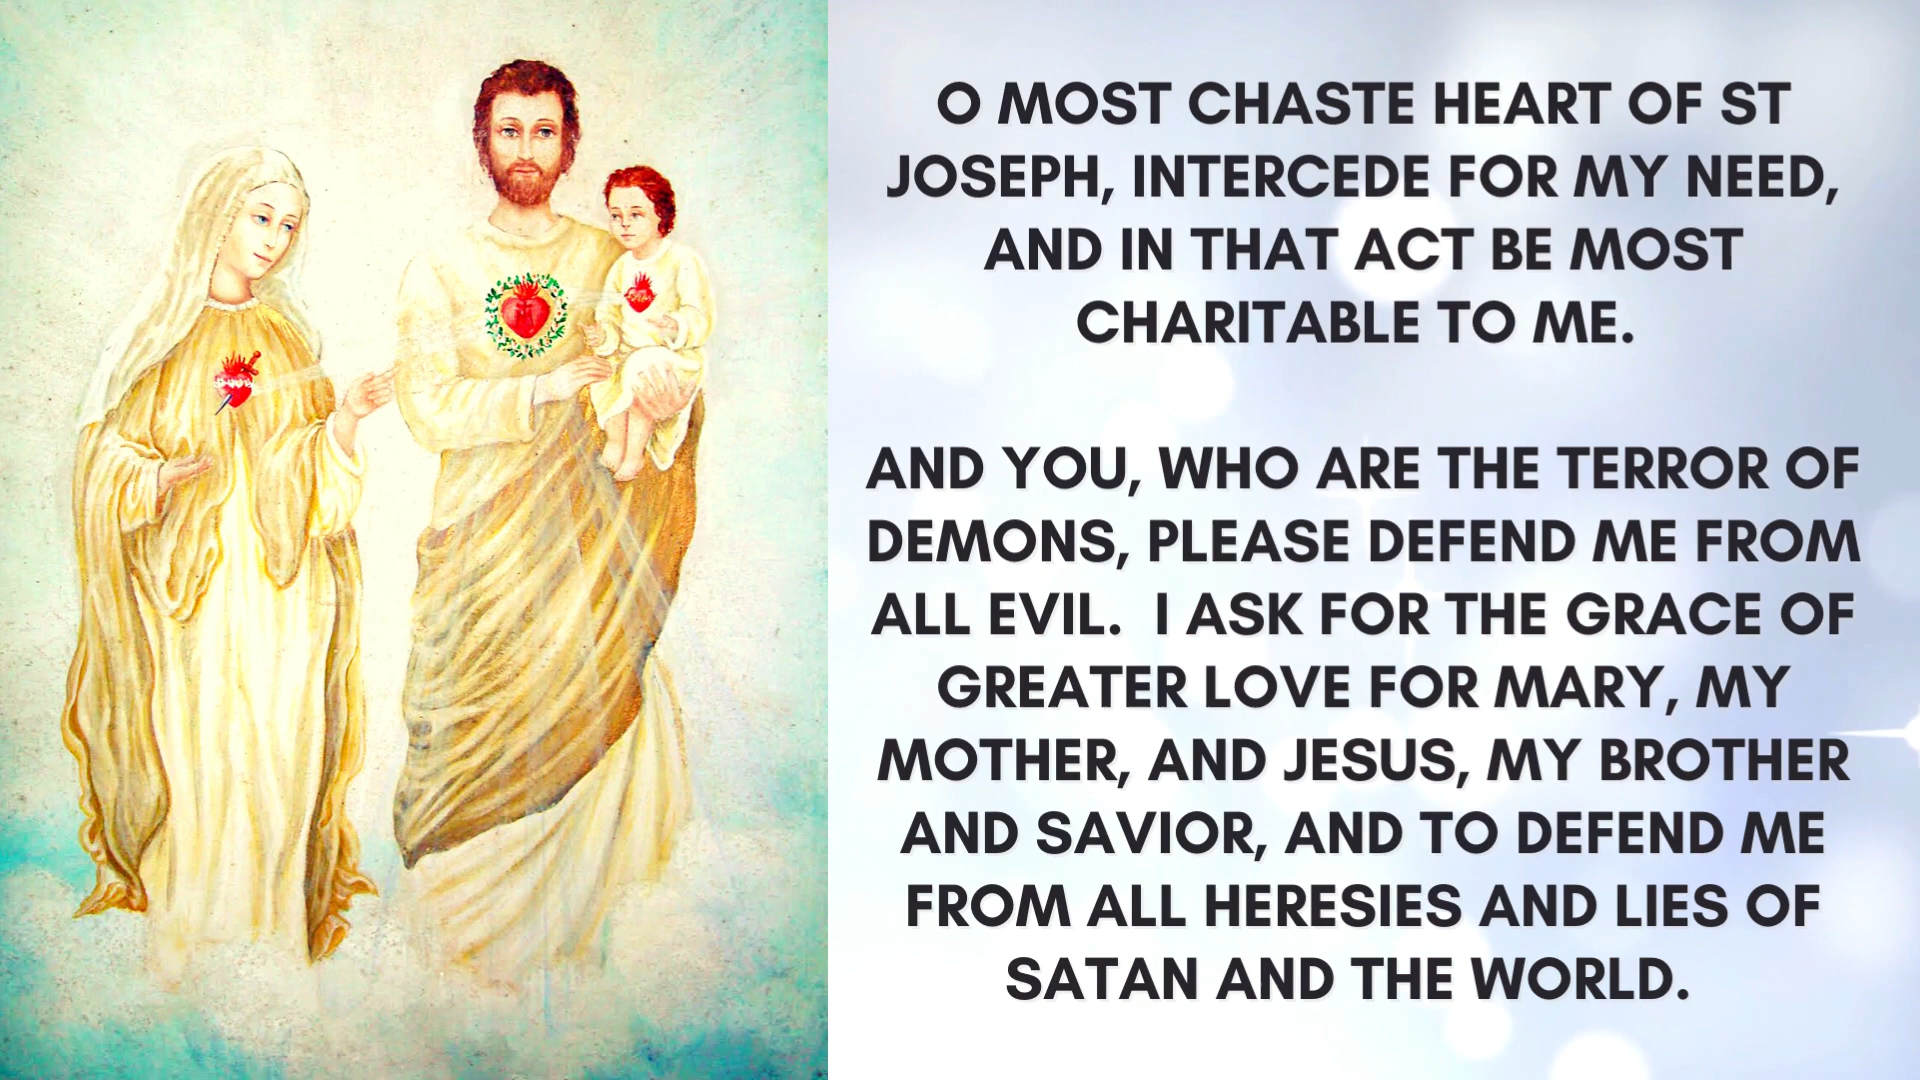 O MOST CHASTE HEART OF ST
JOSEPH, INTERCEDE FOR MY NEED,
AND IN THAT ACT BE MOST
CHARITABLE TO ME.
AND YOU, WHO ARE THE TERROR OF
DEMONS, PLEASE DEFEND ME FROM
ALL EVIL. I ASK FOR THE GRACE OF
GREATER LOVE FOR MARY, MY
MOTHER, AND JESUS, MY BROTHER
AND SAVIOR, AND TO DEFEND ME
FROM ALL HERESIES AND LIES OF
SATAN AND THE WORLD.